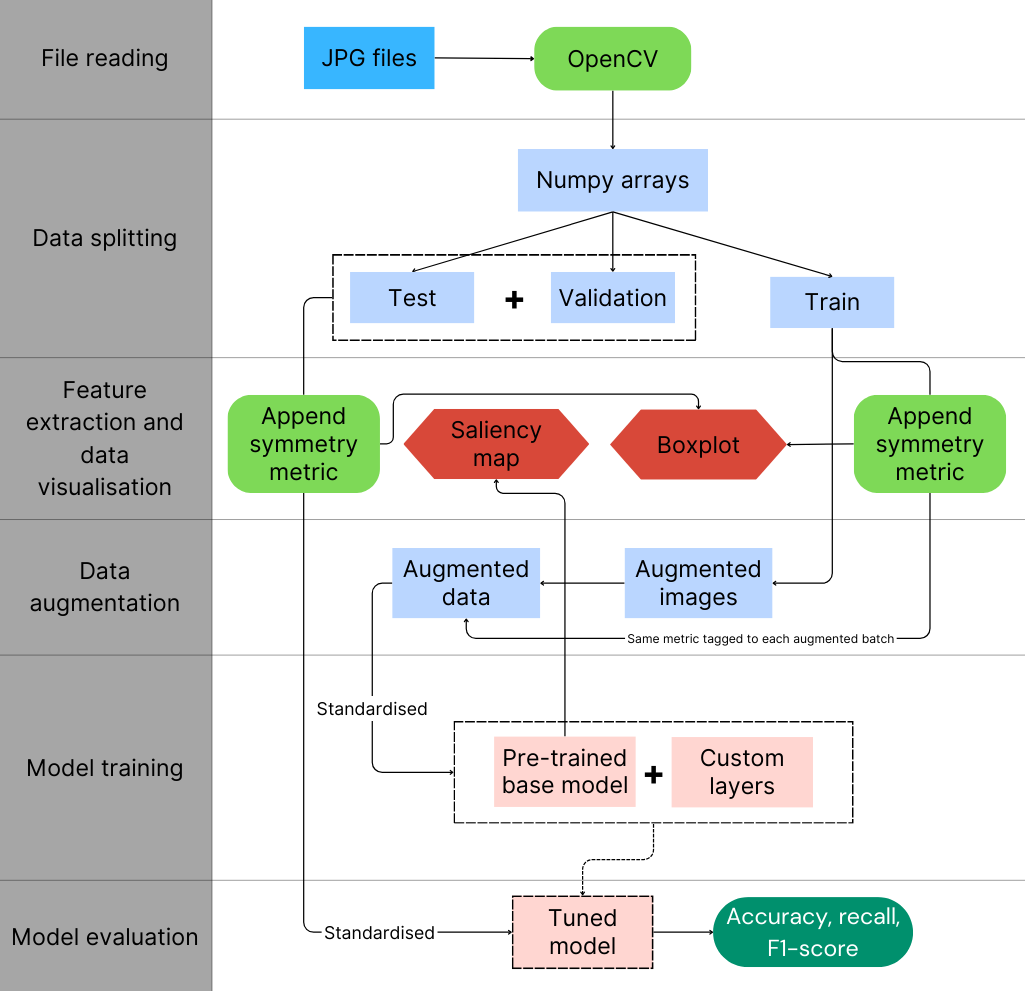 File reading
JPG files
OpenCV
Data splitting
Numpy arrays
Test
+
Validation
Train
Feature
extraction and
data
visualisation
Append
symmetry
metric
Saliency
map
Boxplot
Append
symmetry
metric
Data
augmentation
Augmented
data
Augmented
images
Same metric tagged to each augmented batch
Model training
Standardised
Pre-trained
base model
+
Custom
layers
Model evaluation
Standardised
Tuned
model
Accuracy, recall,
F1-score